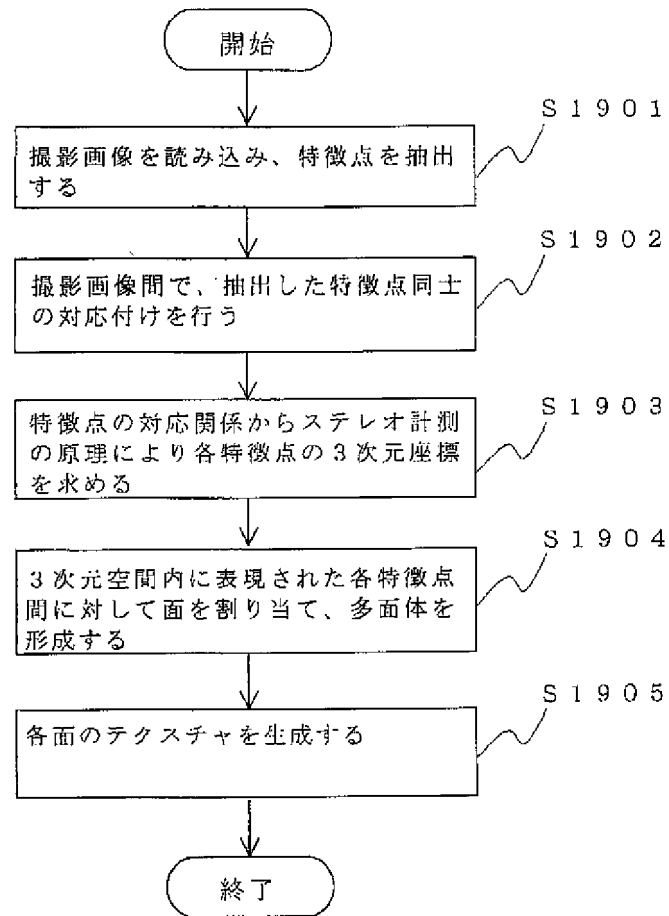 開始
S1901
撮影画像を読み込み、特徴点を抽出
する
S1902
撮影画像間で、抽出した特徴点同士
の対応付けを行う
S1903
特徴点の対応関係からステレオ計測
の原理により各特徴点の3次元座標
を求める
S1904
3次元空間内に表現された各特徴点
間に対して面を割り当て、多面体を
形成する
S1905
各面のテクスチャを生成する
終了